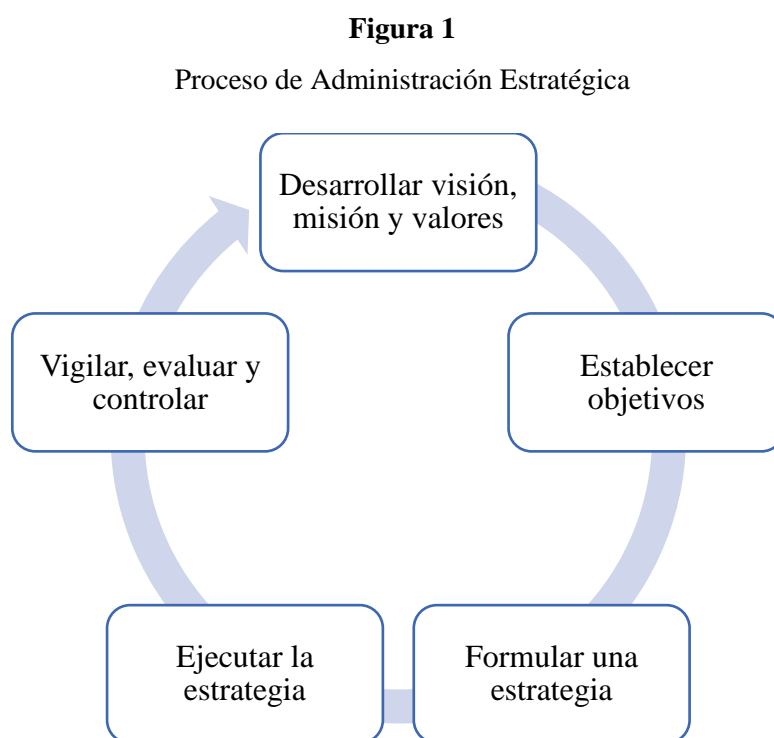 Figura 1
Proceso de Administración Estratégica
Desarrollar visión,
misión y valores
Establecer
objetivos
Formular una
estrategia
Ejecutar la
estrategia
Vigilar, evaluar y
controlar